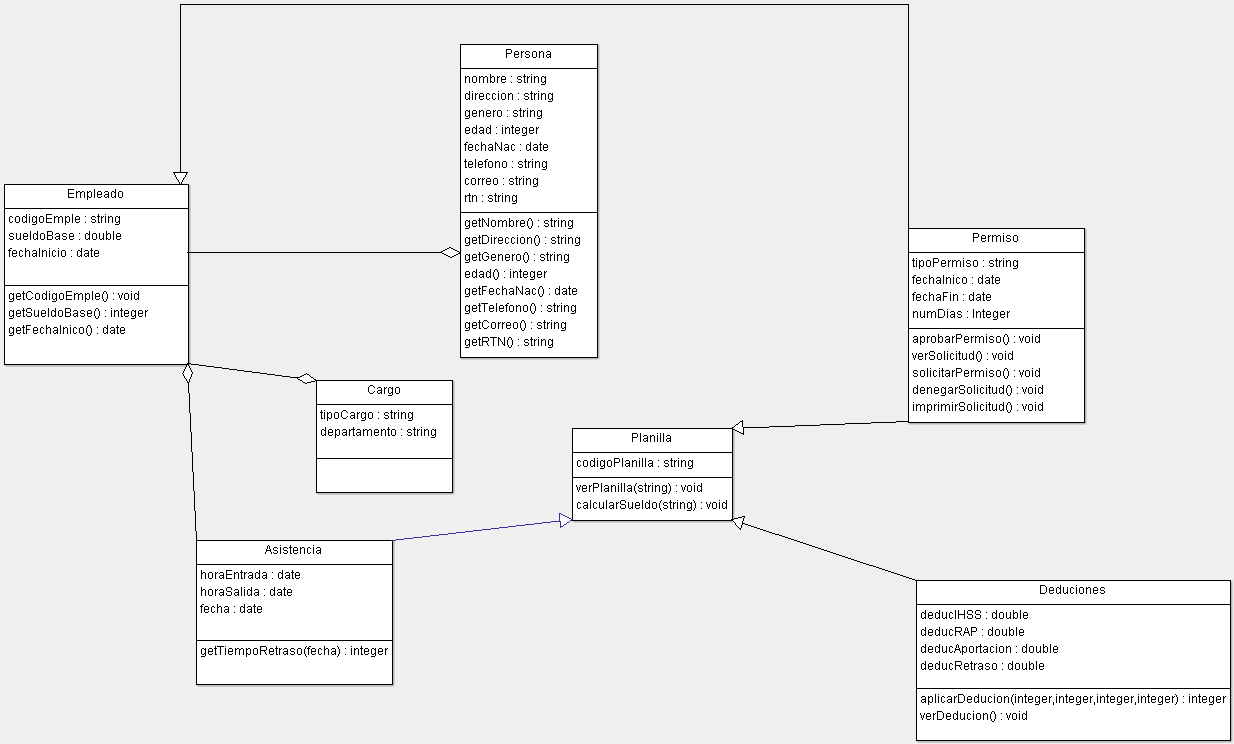 Persona
nombre : string
direccion : string
genero : string
edad : integer
fechaNac : date
telefono : string
correo : string
rtn : string
getNombre() : string
getDireccion() : string
getGenero() : string
edad() : integer
getFechaNac() : date
getTelefono() : string
getCorreo() : string
getRTN() : string
Empleado
codigoEmple : string
sueldoBase : double
fechaInicio : date
getCodigoEmple() : void
getSueldoBase() : integer
getFechaInico() : date
Permiso
tipoPermiso : string
fechaInico : date
fechaFin : date
numDias : Integer
aprobarPermiso() : void
verSolicitud() : void
solicitarPermiso() : void
denegarSolicitud() : void
imprimirSolicitud() : void
Cargo
tipoCargo : string
departamento : string
Planilla
codigoPlanilla : string
verPlanilla(string) : void
calcularSueldo(string) : void
Asistencia
horaEntrada : date
horaSalida : date
fecha : date
getTiempoRetraso(fecha) : integer
Deduciones
deducIHSS : double
deducRAP : double
deducAportacion : double
deducRetraso : double
aplicarDeducion(integer,integer,integer,integer) : integer
verDeducion() : void